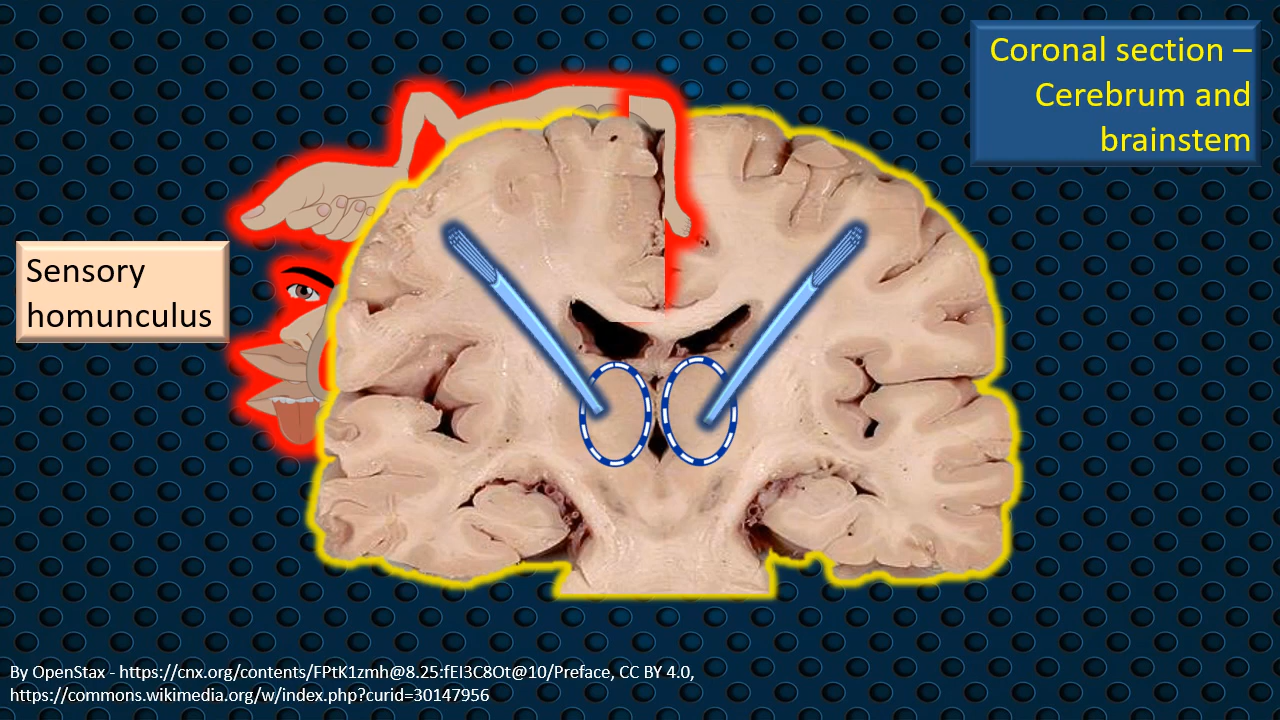 Coronal section –
Cerebrum and
brainstem
Sensory
homunculus
By OpenStax - https://cnx.org/contents/FPtK1zmh@8.25:fEI3C8Ot@10/Preface, CC BY 4.0,
https://commons.wikimedia.org/w/index.php?curid=30147956